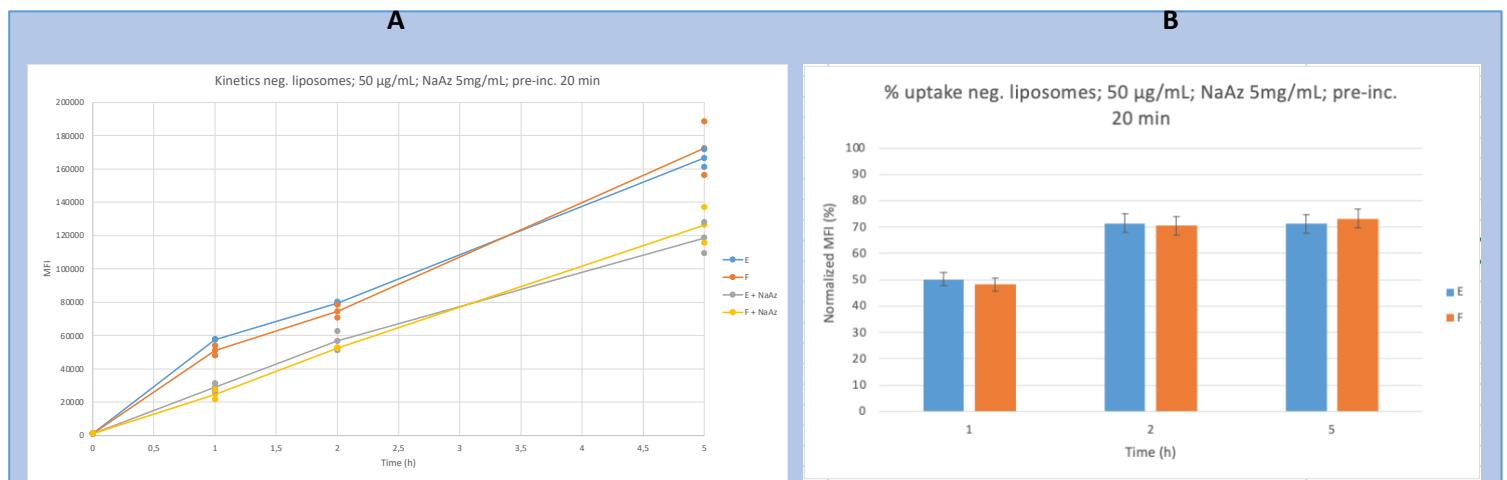 A
B
Kinetics neg. liposomes; 50 µg/mL; NaAz 5mg/mL; pre-inc. 20 min
MFI
200000
180000
160000
140000
120000
100000
80000
60000
40000
20000
0
0 0,5 1 1,5 2 2,5 3 3,5 4 4,5 5
Time (h)
E
F
E + NaAz
F + NaAz
% uptake neg. liposomes; 50 µg/mL; NaAz 5mg/mL; pre-inc.
20 min
Normalized MFI (%)
100
90
80
70
60
50
40
30
20
10
0
1 2 5
Time (h)
E
F